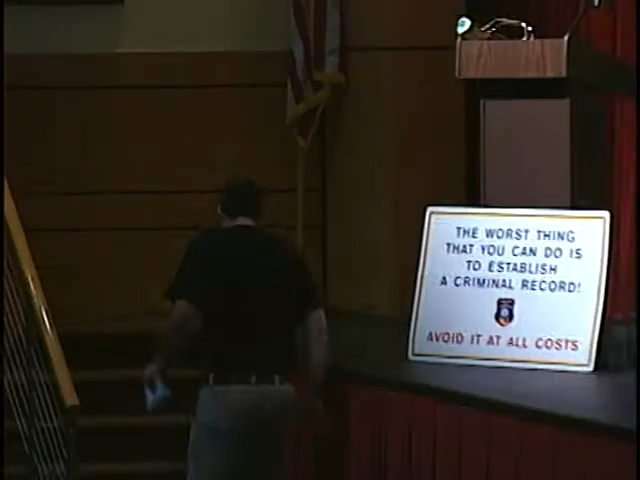 THE WORST THING
THAT YOU CAN DO IS
TO ESTABLISH
A CRIMINAL RECORD!
AVOID IT AT ALL COSTS